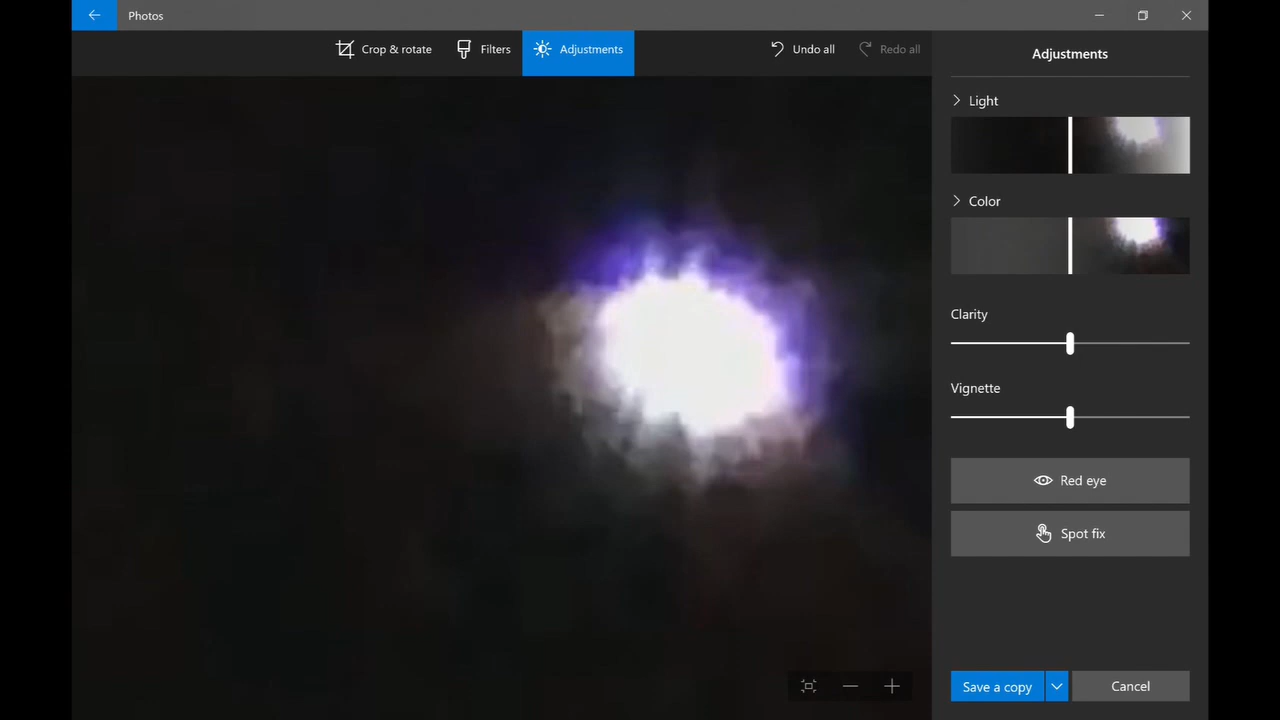 Photos
Crop & rotate
Filters
Adjustments
Undo all
Redo all
Adjustments
Light
Color
Clarity
Vignette
Red eye
Spot fix
Save a copy
Cancel